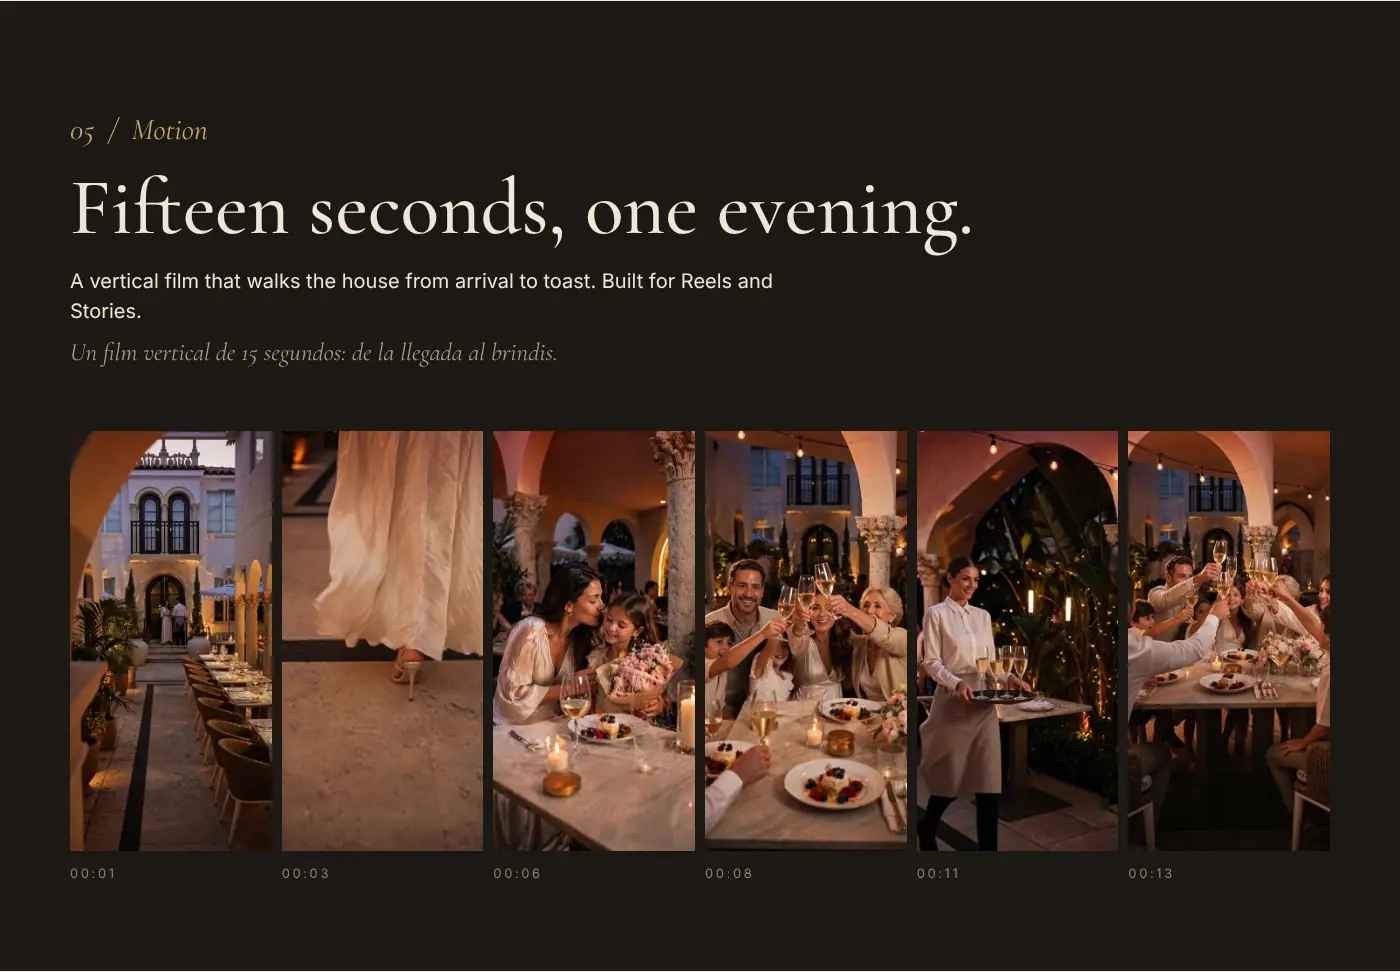 05 / Motion
Fifteen seconds, one evening.
A vertical film that walks the house from arrival to toast. Built for Reels and
Stories.
Un film vertical de 15 segundos: de la llegada al brindis.
00:01
00:03
00:06
00:08
00:11
00:13